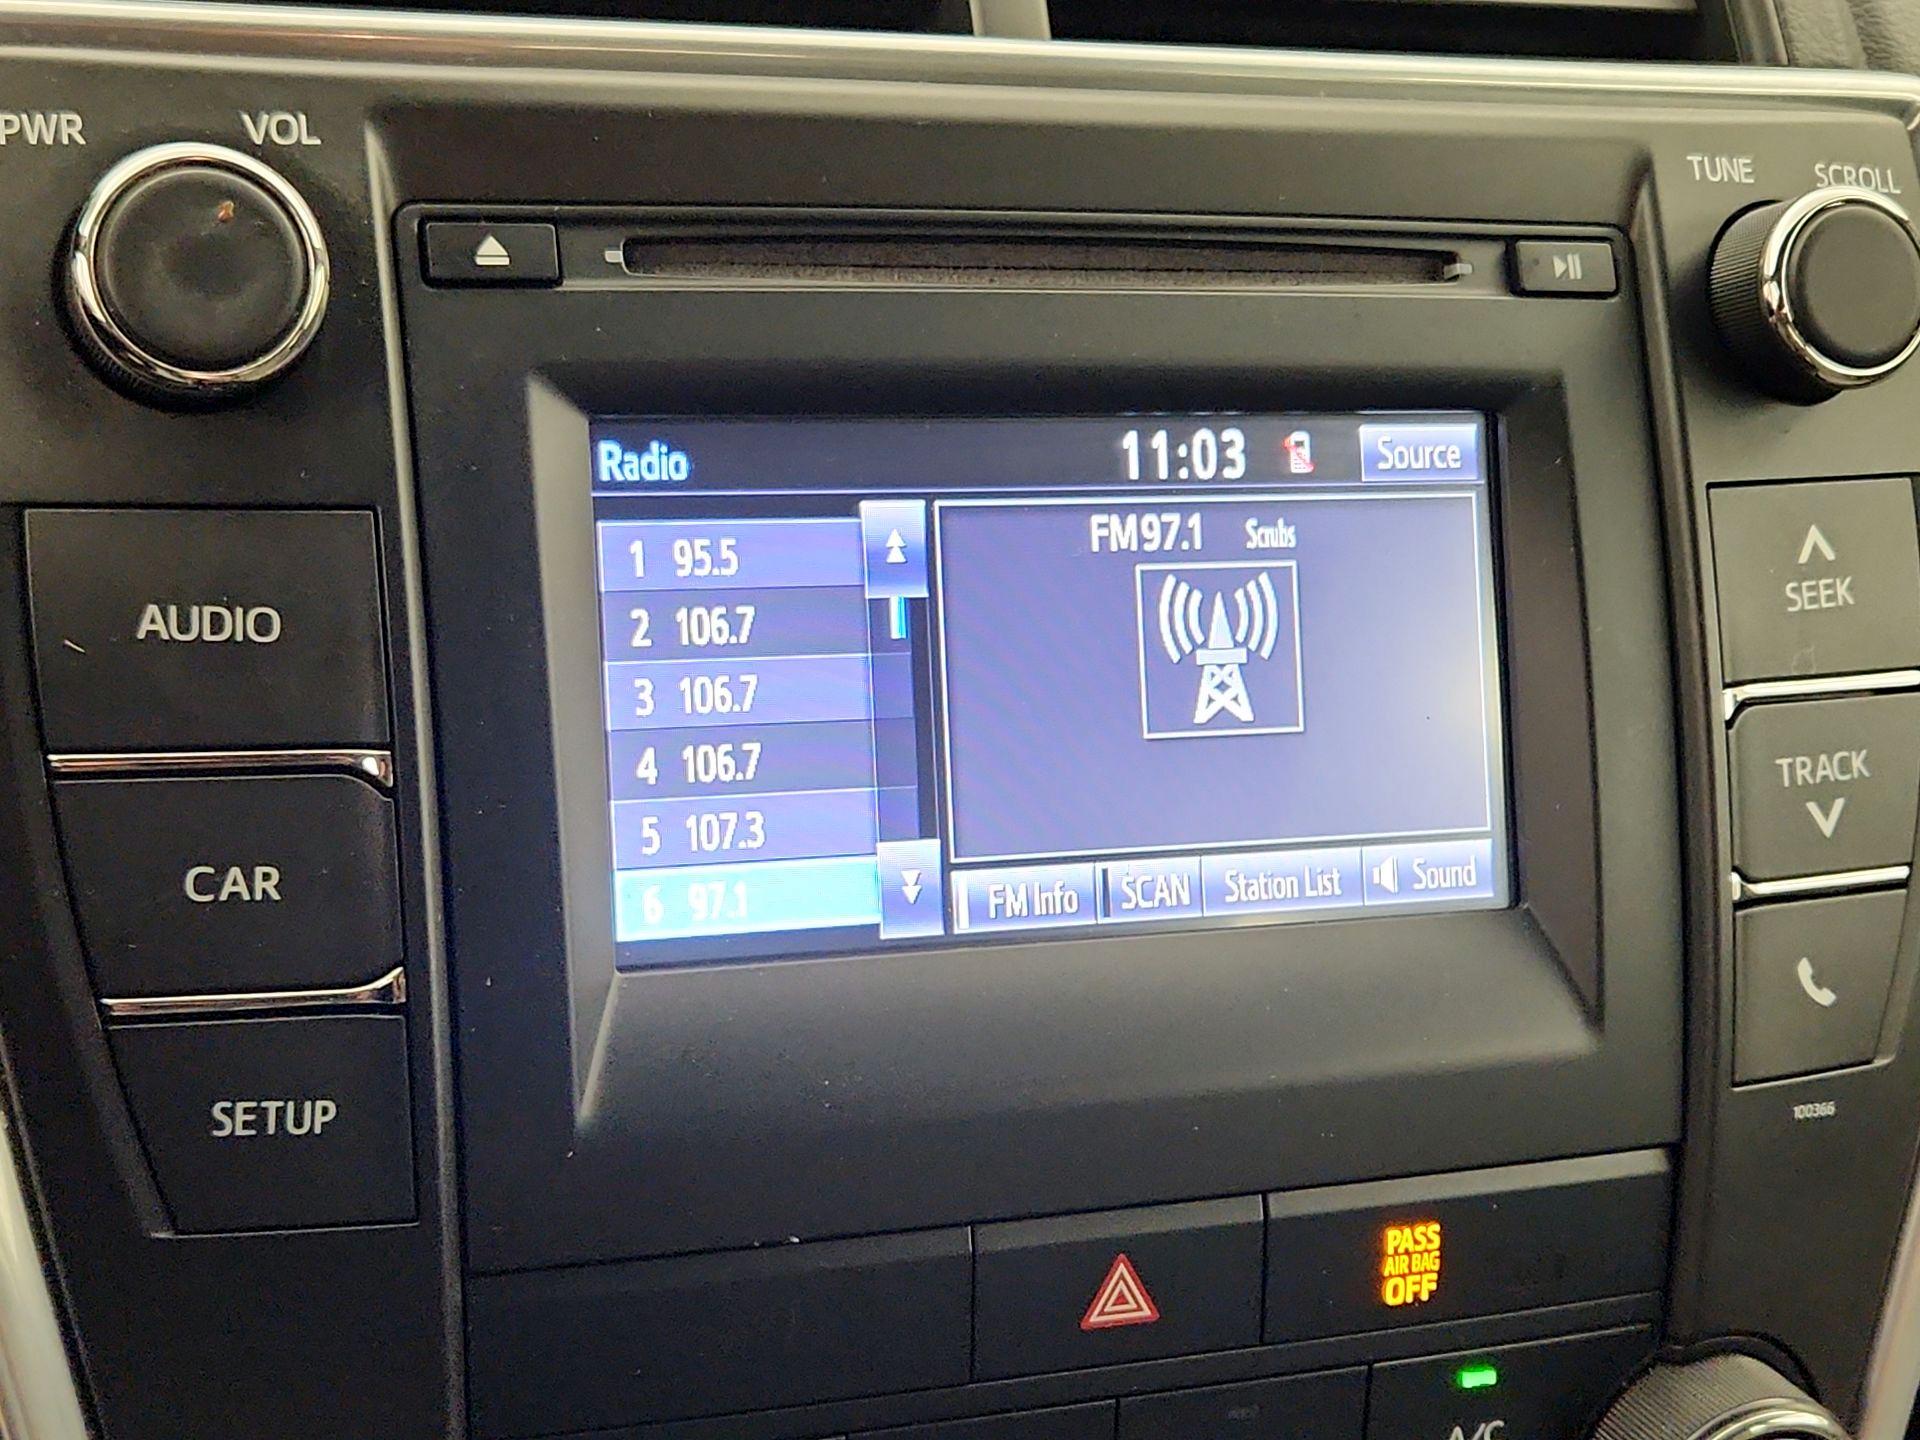 PWR VOL
TUNE SCROLL
Radio 11:03 Source
1 95.5
2 106.7
3 106.7
4 106.7
5 107.3
6 97.1
FM97.1 Scrubs
FM Info SCAN Station List Sound
AUDIO
CAR
SETUP
SEEK
TRACK
100366
PASS
AIR BAG
OFF
A/C